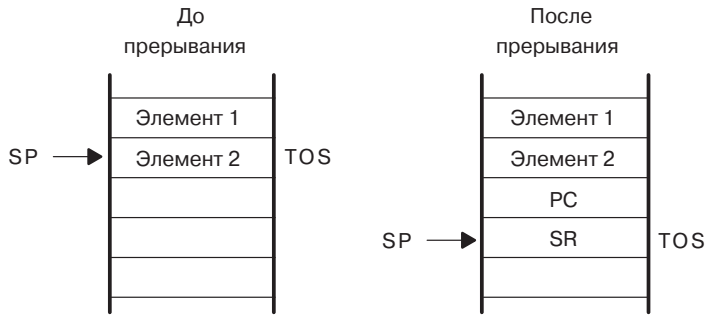 До
прерывания
Элемент 1
SP
Элемент 2
TOS
После
прерывания
Элемент 1
Элемент 2
PC
SP
SR
TOS